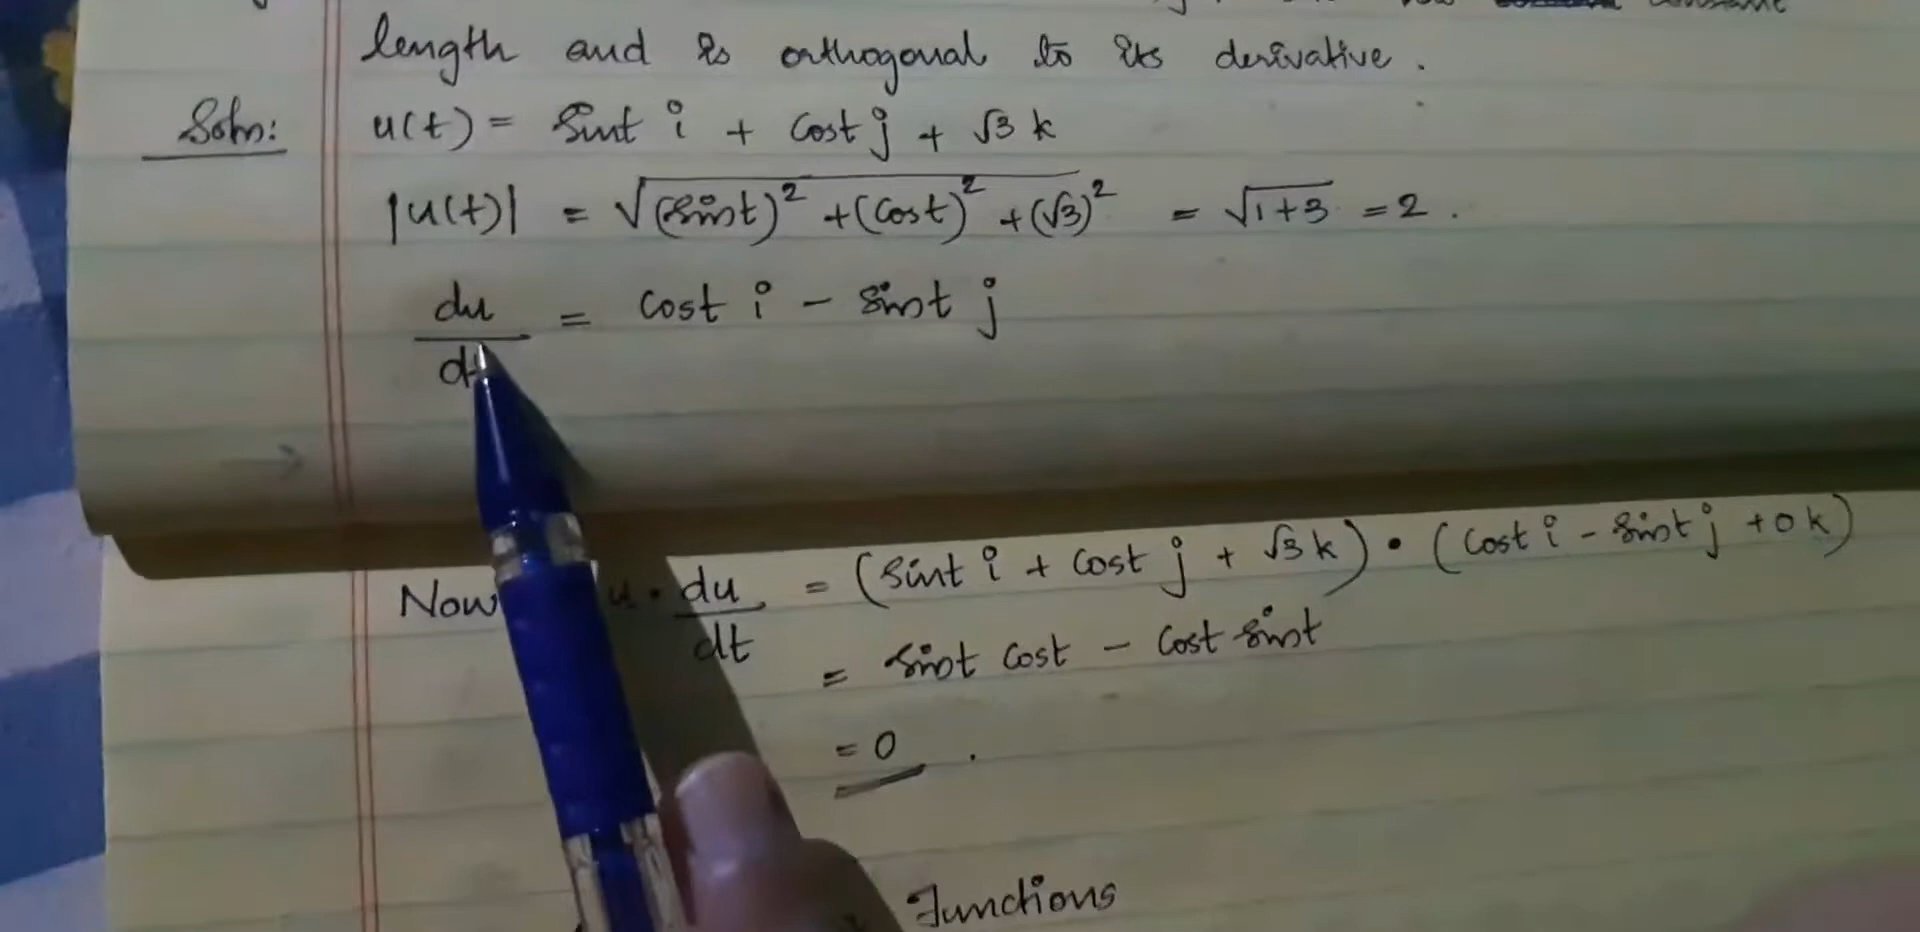 length and is orthogonal to its derivative .
Soln: u(t) = sint i + cost j + √3 k
|u(t)| = √(sint)² + (cost)² + (√3)² = √1+3 = 2 .
du/dt = cost i - sint j
Now u . du/dt = (sint i + cost j + √3 k) • (cost i - sint j + 0 k)
= sint cost - cost sint
= 0 .
Functions